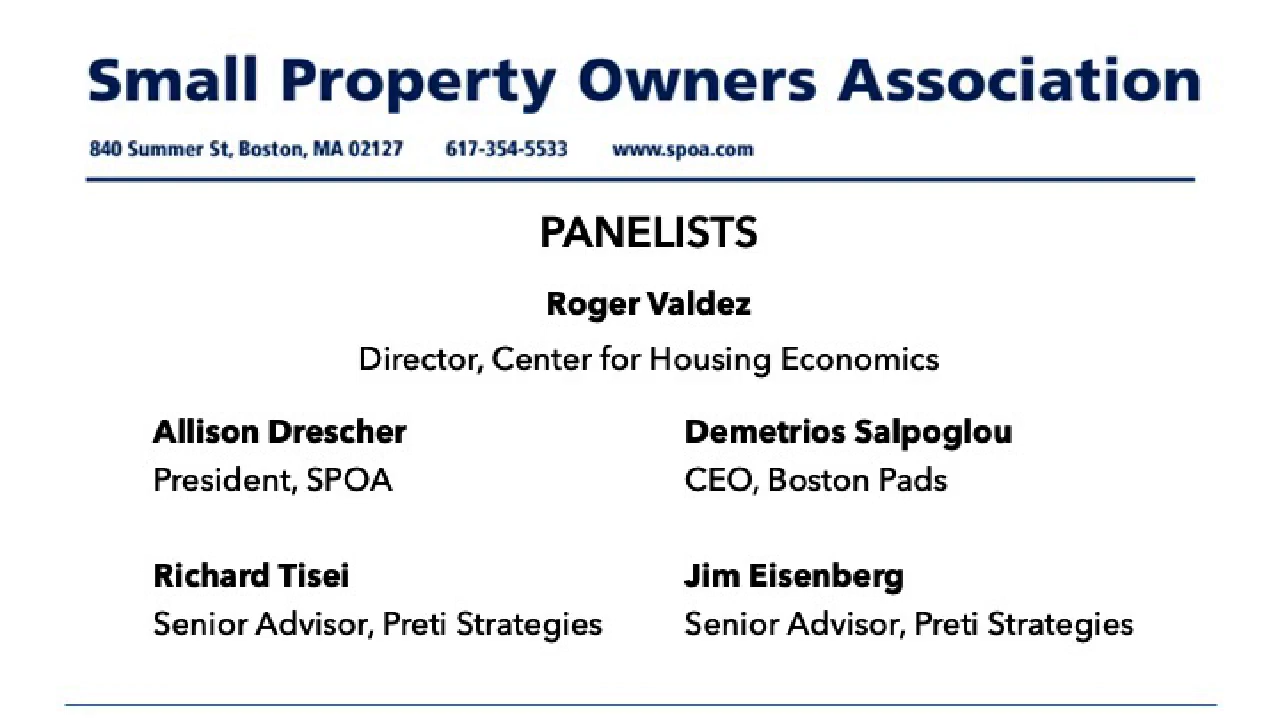 Small Property Owners Association
840 Summer St, Boston, MA 02127 617-354-5533 www.spoa.com
PANELISTS
Roger Valdez
Director, Center for Housing Economics
Allison Drescher
President, SPOA
Demetrios Salpoglou
CEO, Boston Pads
Richard Tisei
Senior Advisor, Preti Strategies
Jim Eisenberg
Senior Advisor, Preti Strategies